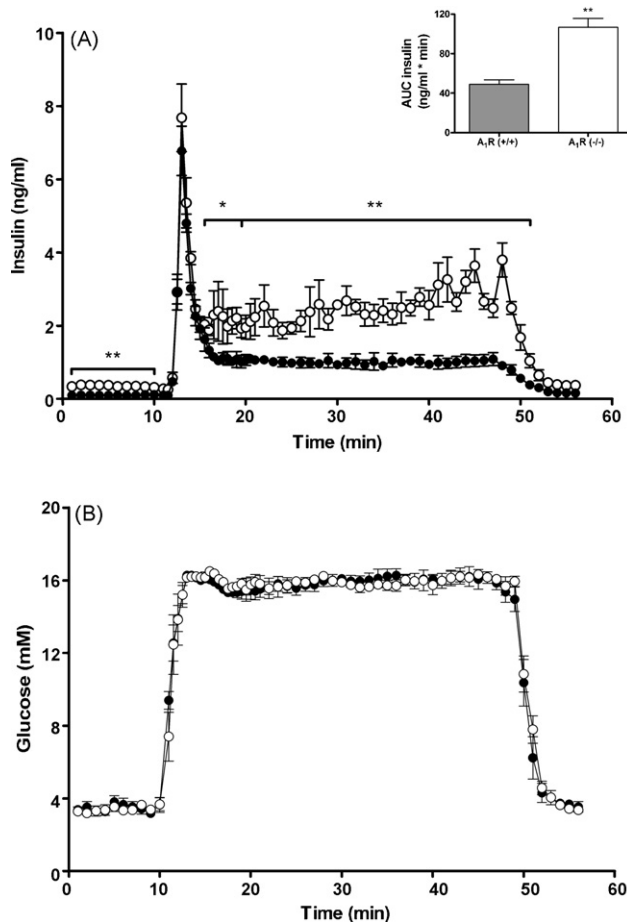 (A)
10
8
6
4
2
0
Insulin (ng/ml)
**
*
**
0 10 20 30 40 50 60
Time (min)
AUC insulin
(ng/ml * min)
120
80
40
0
**
A₁R (+/+) A₁R (-/-)
(B)
20
16
12
8
4
0
Glucose (mM)
0 10 20 30 40 50 60
Time (min)